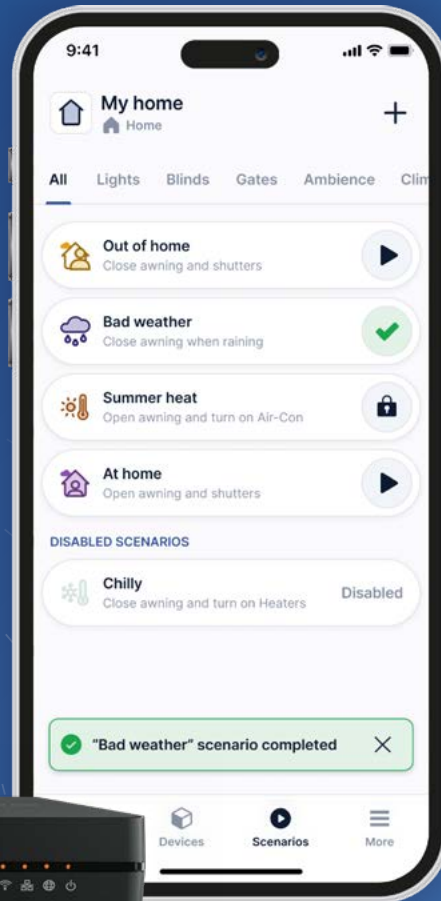 9:41
My home
Home
All Lights Blinds Gates Ambience Clim
Out of home
Close awning and shutters
Bad weather
Close awning when raining
Summer heat
Open awning and turn on Air-Con
At home
Open awning and shutters
DISABLED SCENARIOS
Chilly
Close awning and turn on Heaters
Disabled
"Bad weather" scenario completed
Devices Scenarios More